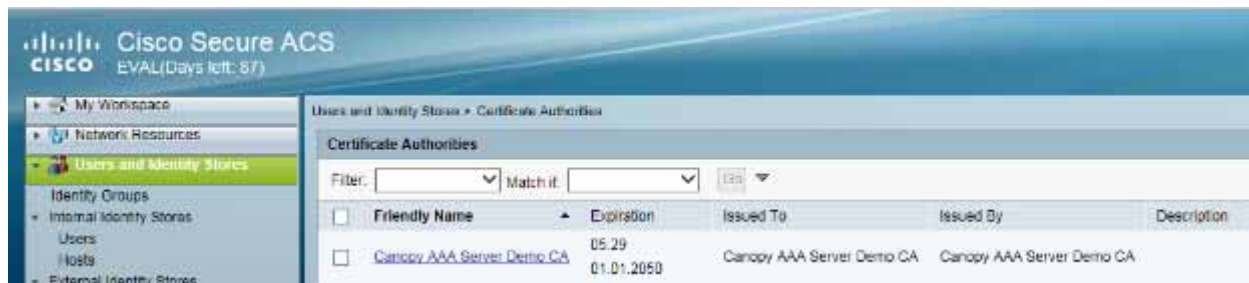 Cisco Secure ACS
CISCO EVAL(Days left: 87)
My Workspace
Network Resources
Users and Identity Stores
Identity Groups
Internal Identity Stores
Users
Hosts
External Identity Stores
Users and Identity Stores > Certificate Authorities
Certificate Authorities
Filter: Match if: Go
Friendly Name Expiration Issued To Issued By Description
Canopy AAA Server Demo CA 05:29 01.01.2050 Canopy AAA Server Demo CA Canopy AAA Server Demo CA